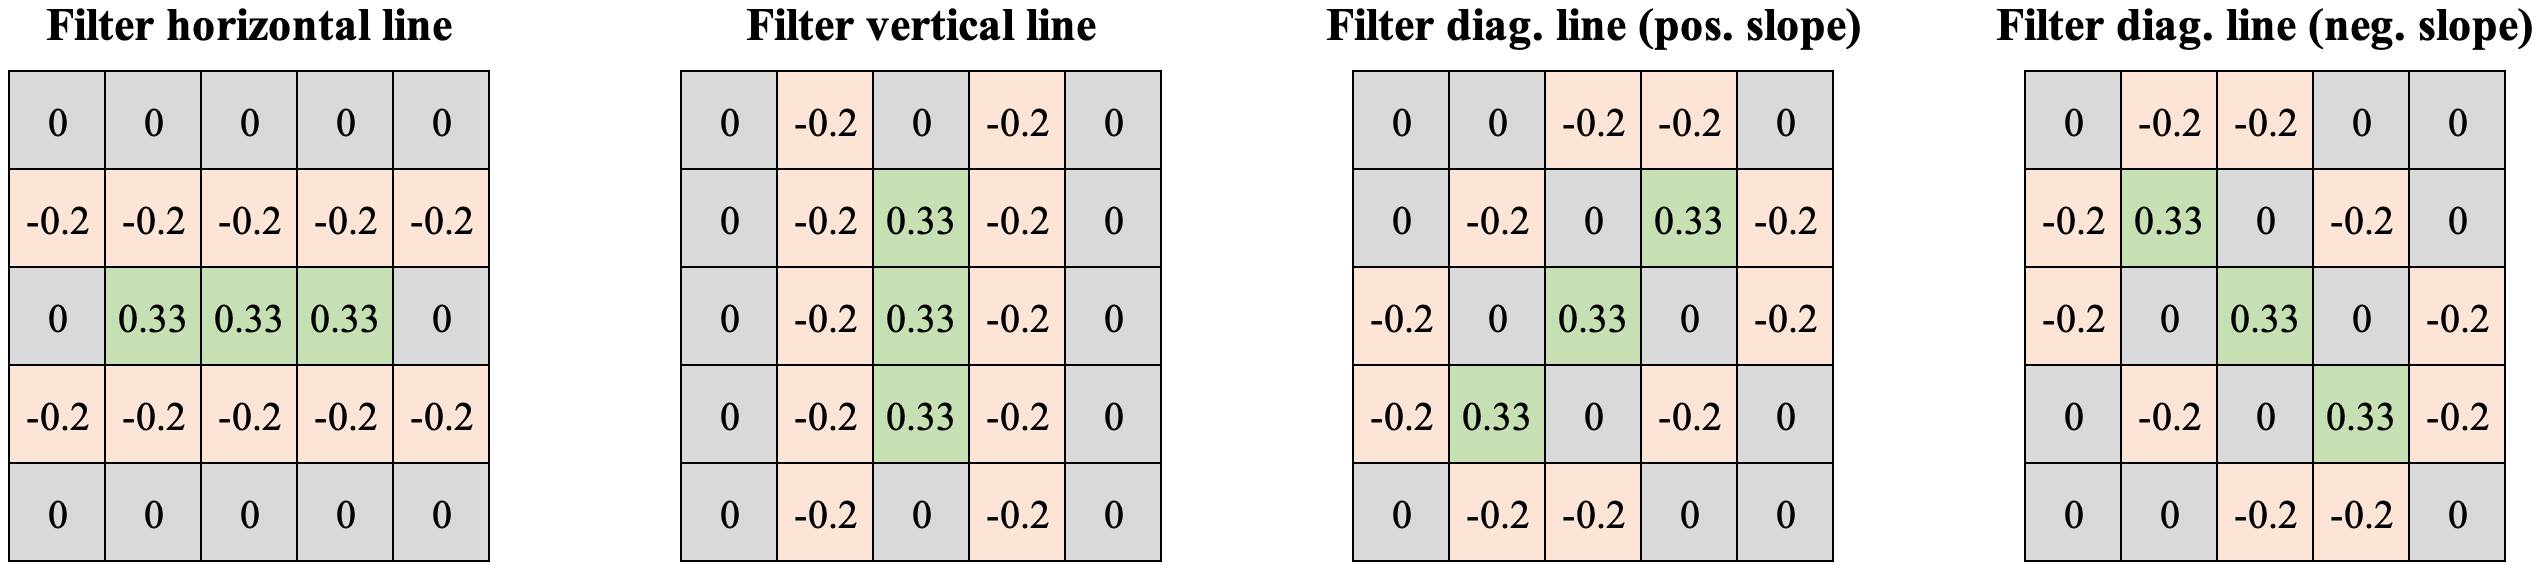 Filter horizontal line
0 0 0 0 0
-0.2 -0.2 -0.2 -0.2 -0.2
0 0.33 0.33 0.33 0
-0.2 -0.2 -0.2 -0.2 -0.2
0 0 0 0 0
Filter vertical line
0 -0.2 0 -0.2 0
0 -0.2 0.33 -0.2 0
0 -0.2 0.33 -0.2 0
0 -0.2 0.33 -0.2 0
0 -0.2 0 -0.2 0
Filter diag. line (pos. slope)
0 0 -0.2 -0.2 0
0 -0.2 0 0.33 -0.2
-0.2 0 0.33 0 -0.2
-0.2 0.33 0 -0.2 0
0 -0.2 -0.2 0 0
Filter diag. line (neg. slope)
0 -0.2 -0.2 0 0
-0.2 0.33 0 -0.2 0
-0.2 0 0.33 0 -0.2
0 -0.2 0 0.33 -0.2
0 0 -0.2 -0.2 0